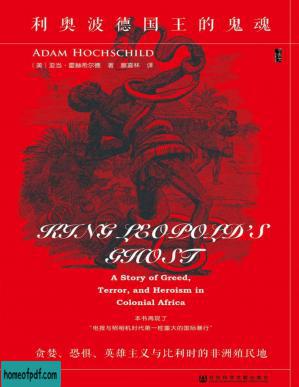 利奥波德国王的鬼魂
ADAM HOCHSCHILD
〔美〕亚当·霍赫希尔德 著 扈喜林 译
KING LEOPOLD'S
GHOST
A Story of Greed,
Terror, and Heroism in
Colonial Africa
本书再现了
“电报与照相机时代第一桩重大的国际暴行”
贪婪、恐惧、英雄主义与比利时的非洲殖民地
homeofpdf.com